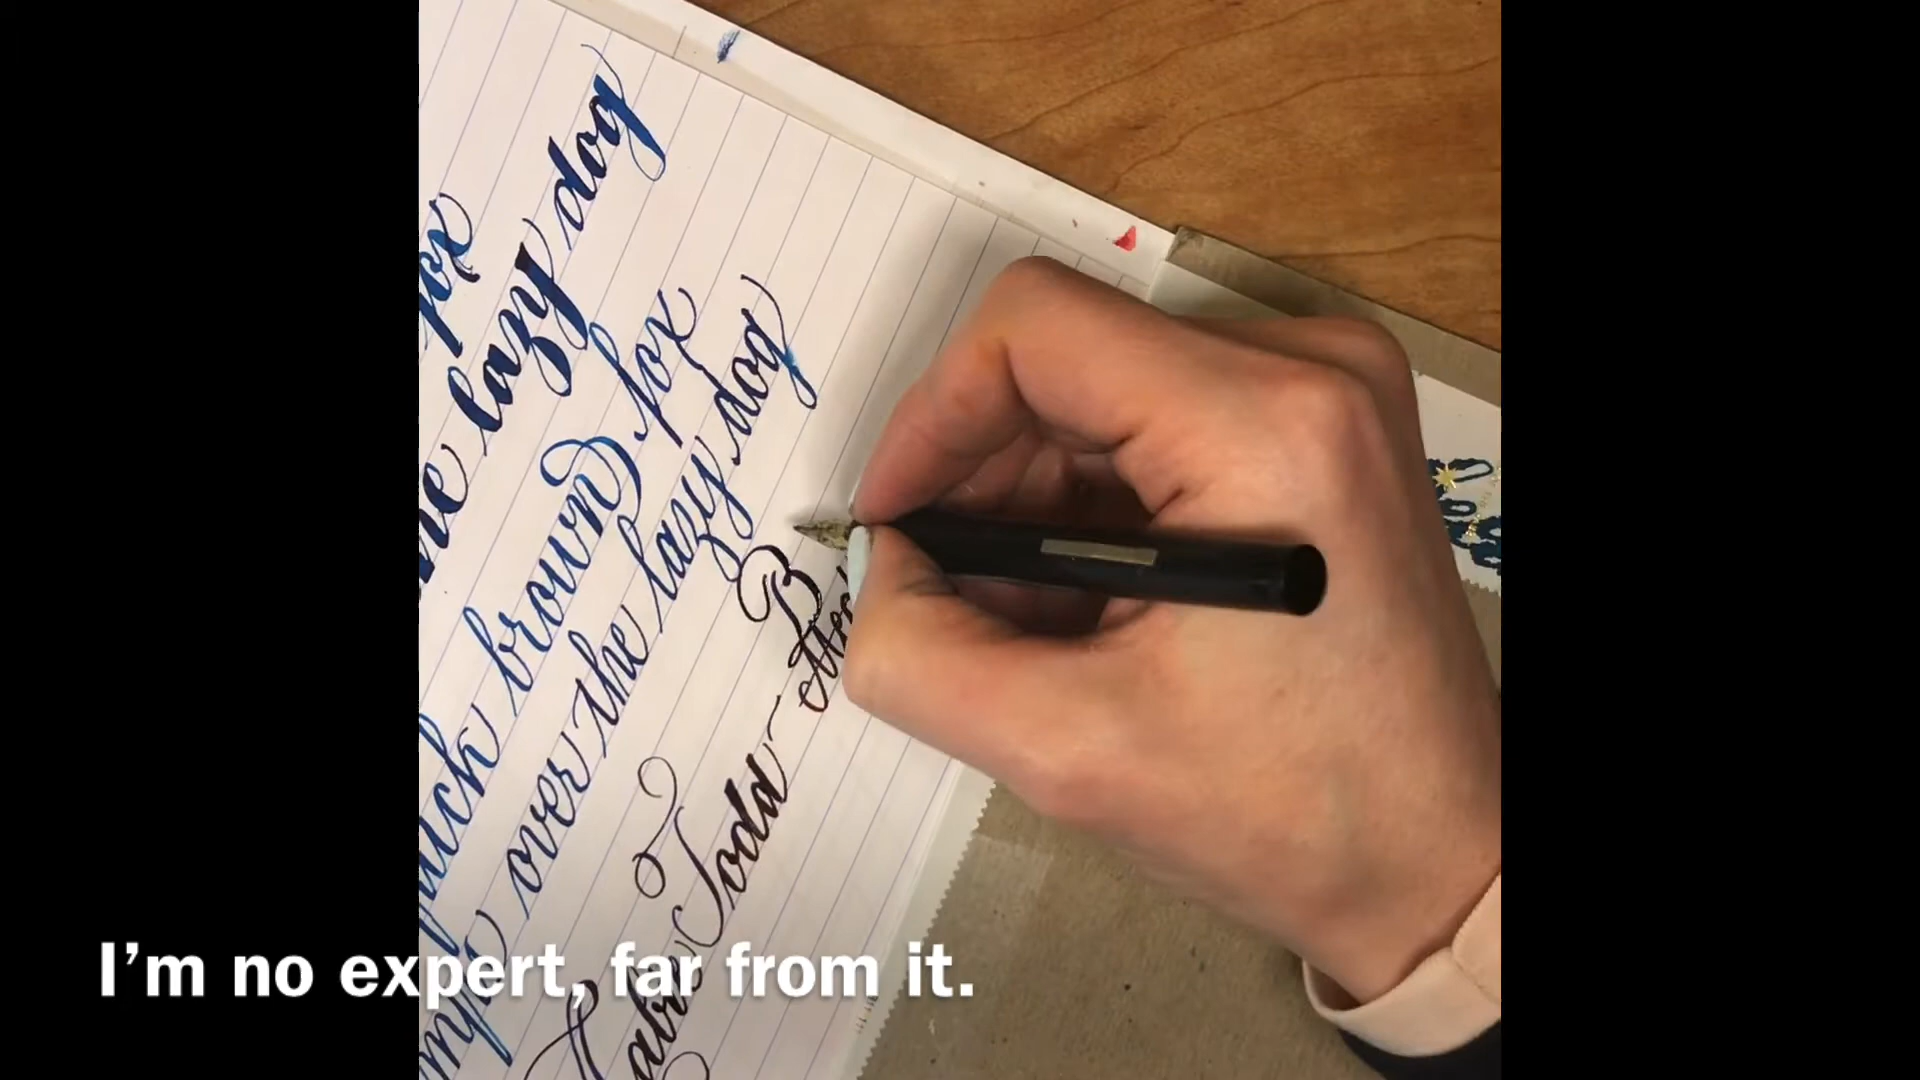 fox
the lazy dog
quick brown fox
over the lazy dog
B
Todd
I'm no expert, far from it.